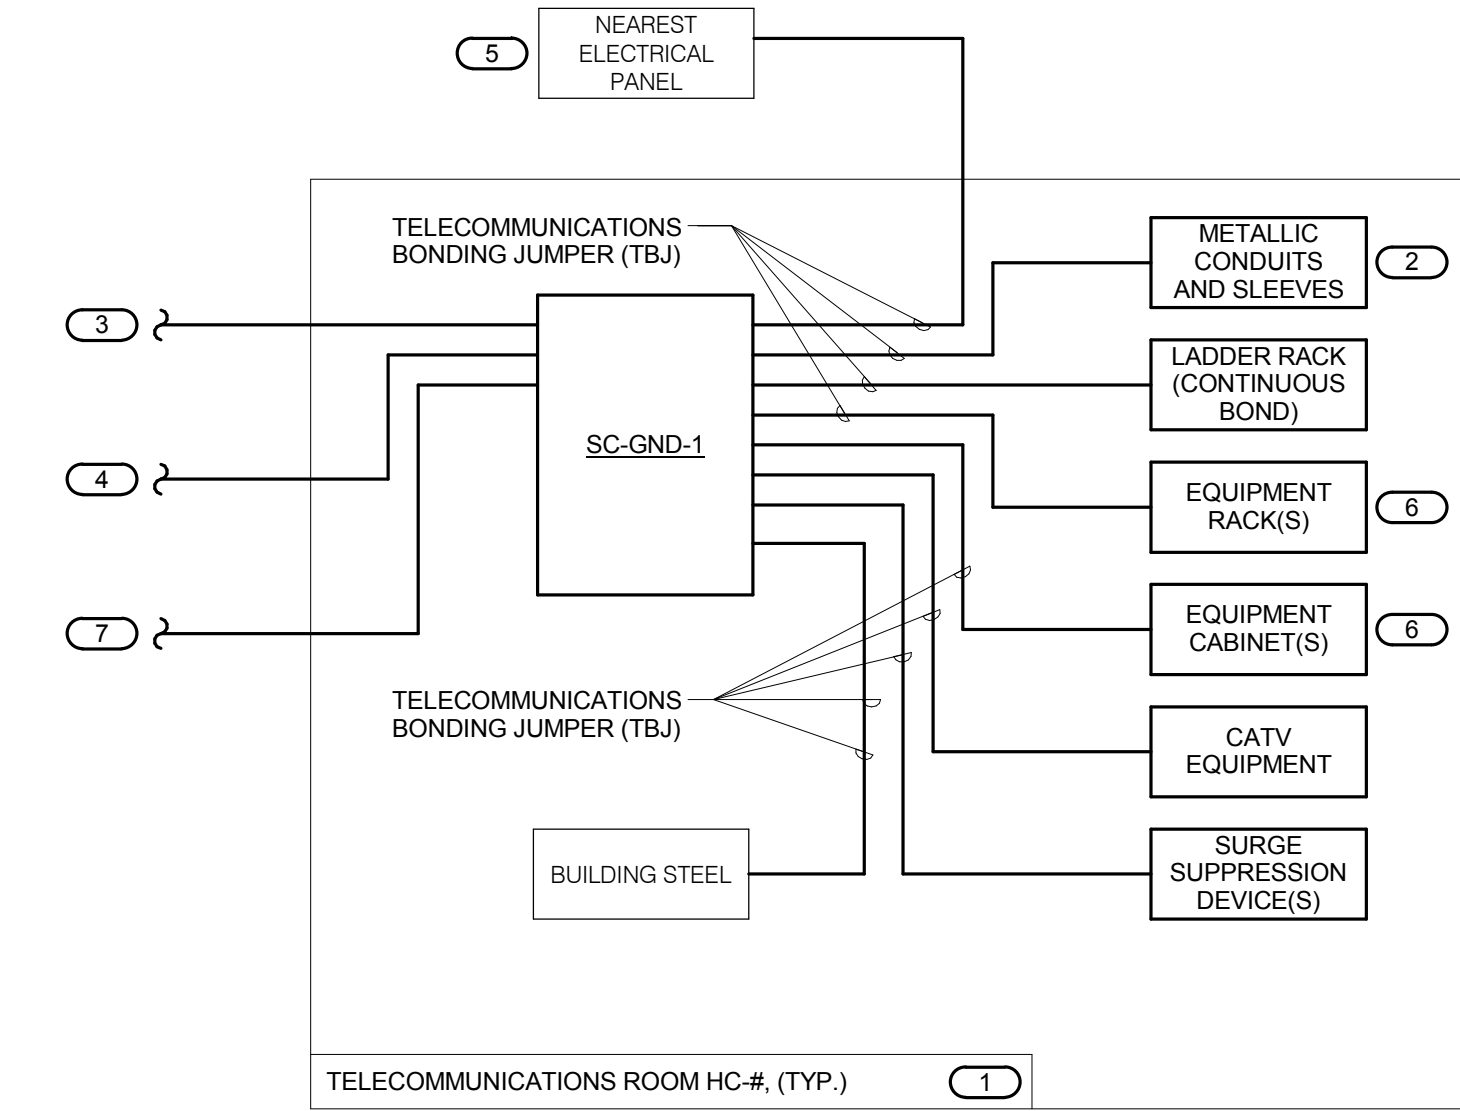 5
NEAREST
ELECTRICAL
PANEL
TELECOMMUNICATIONS
BONDING JUMPER (TBJ)
METALLIC
CONDUITS
AND SLEEVES
2
3
LADDER RACK
(CONTINUOUS
BOND)
SC-GND-1
4
EQUIPMENT
RACK(S)
6
7
EQUIPMENT
CABINET(S)
6
TELECOMMUNICATIONS
BONDING JUMPER (TBJ)
CATV
EQUIPMENT
BUILDING STEEL
SURGE
SUPPRESSION
DEVICE(S)
TELECOMMUNICATIONS ROOM HC-#, (TYP.)
1